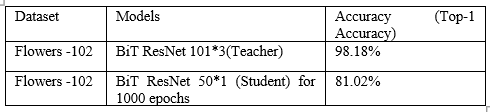 Dataset Models Accuracy (Top-1
Accuracy)
Flowers -102 BiT ResNet 101*3(Teacher) 98.18%
Flowers -102 BiT ResNet 50*1 (Student) for 81.02%
1000 epochs